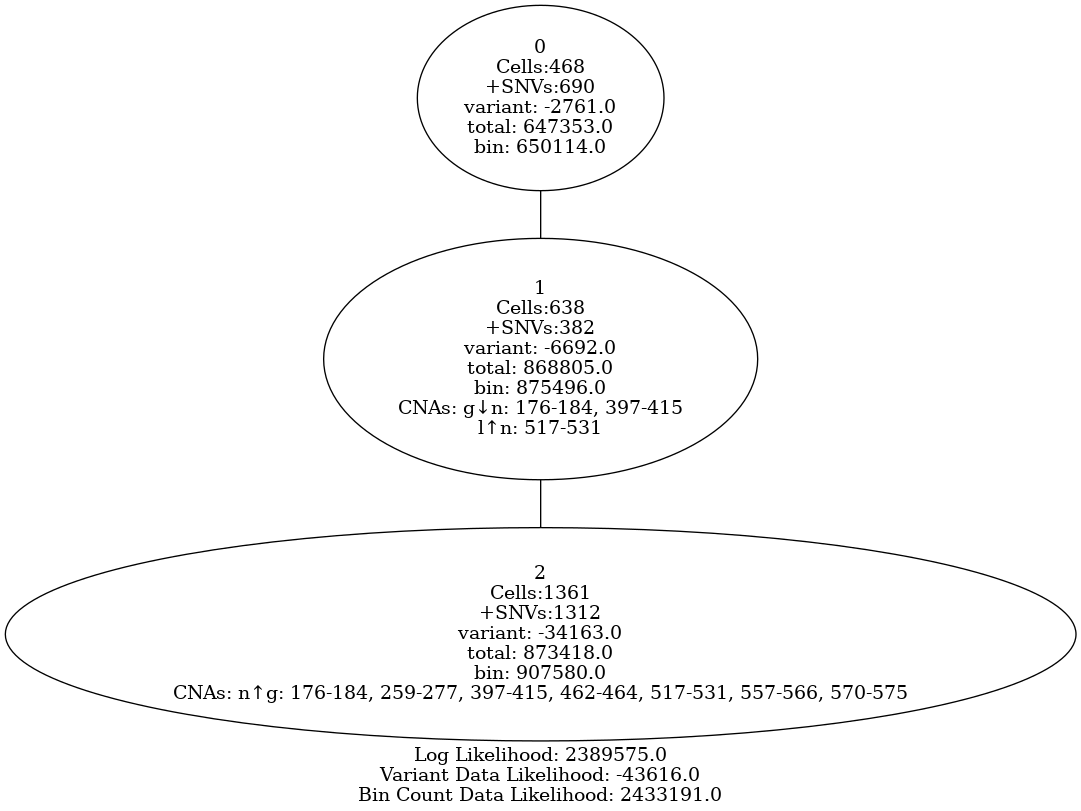 0
Cells:468
+SNVs:690
variant: -2761.0
total: 647353.0
bin: 650114.0
1
Cells:638
+SNVs:382
variant: -6692.0
total: 868805.0
bin: 875496.0
CNAs: g↓n: 176-184, 397-415
l↑n: 517-531
2
Cells:1361
+SNVs:1312
variant: -34163.0
total: 873418.0
bin: 907580.0
CNAs: n↑g: 176-184, 259-277, 397-415, 462-464, 517-531, 557-566, 570-575
Log Likelihood: 2389575.0
Variant Data Likelihood: -43616.0
Bin Count Data Likelihood: 2433191.0